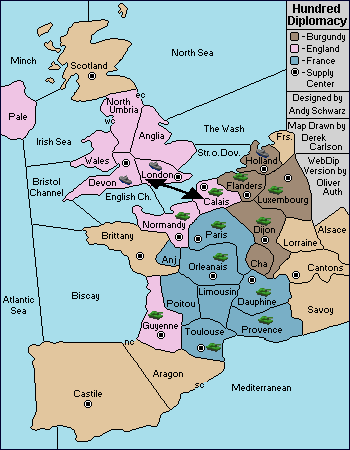 Hundred
Diplomacy
- Burgundy
- England
- France
- Supply
Center
Designed by
Andy Schwarz
Map Drawn by
Derek
Carlson
WebDip
Version by
Oliver
Auth
Minch
North Sea
Scotland
ec
North
Umbria
Pale
wc
Anglia
The Wash
Irish Sea
Frs.
Wales
Str.o.Dov.
Holland
London
Bristol
Channel
Devon
English Ch.
Flanders
Calais
Luxembourg
Normandy
Dijon
Alsace
Brittany
Paris
Lorraine
Anj
Orleanais
Cha
Cantons
Atlantic
Sea
Biscay
Poitou
Limousin
Dauphine
Savoy
Guyenne
Provence
Toulouse
nc
Aragon
sc
Mediterranean
Castile